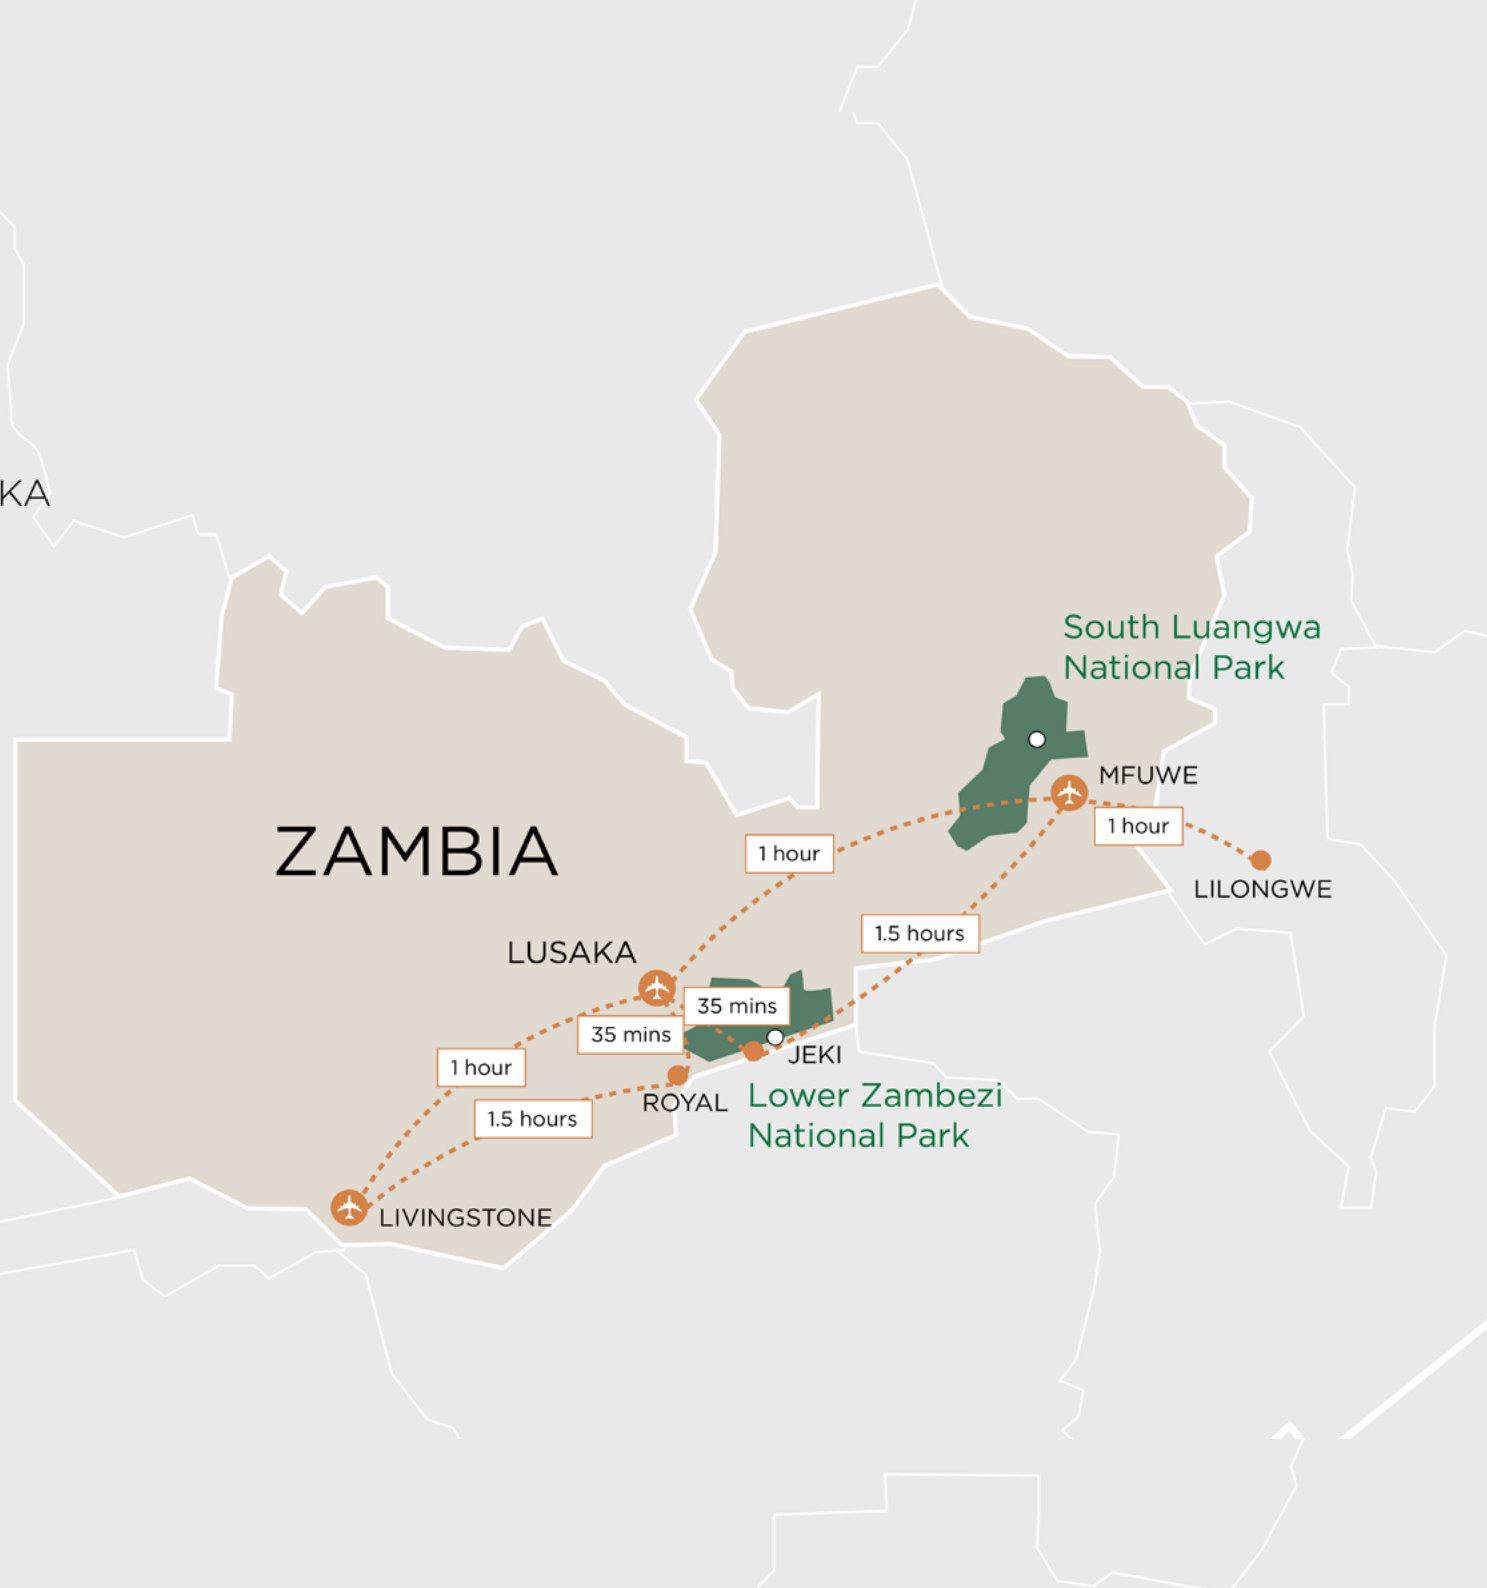 KA
South Luangwa
National Park
MFUWE
1 hour
ZAMBIA
1 hour
LILONGWE
1.5 hours
LUSAKA
35 mins
35 mins
JEKI
1 hour
ROYAL
Lower Zambezi
National Park
1.5 hours
LIVINGSTONE